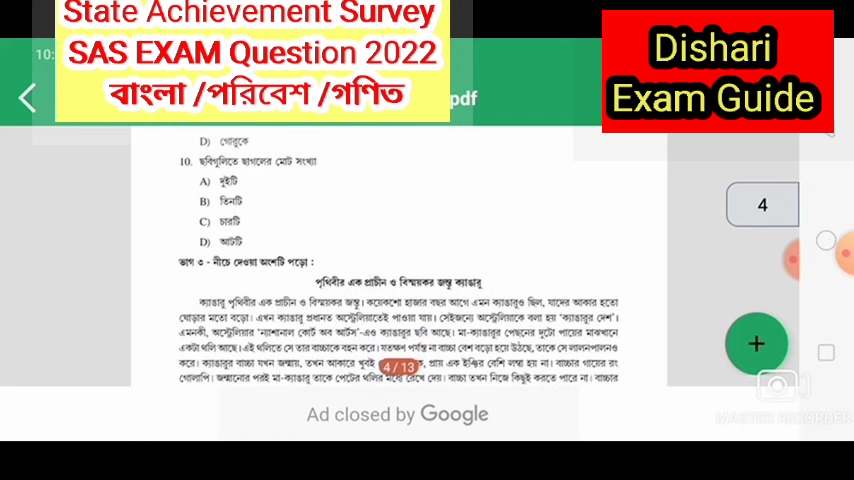 State Achievement Survey
SAS EXAM Question 2022
বাংলা /পরিবেশ /গণিত
Dishari
Exam Guide
10:
pdf
D) গোরুকে
10. ছবিগুলিতে ছাগলের মোট সংখ্যা
A) দুইটি
B) তিনটি
C) চারটি
D) আটটি
4
ভাগ ৩ - নীচে দেওয়া অংশটি পড়ো :
পৃথিবীর এক প্রাচীন ও বিস্ময়কর জন্তু ক্যাঙারু
ক্যাঙারু পৃথিবীর এক প্রাচীন ও বিস্ময়কর জন্তু। কয়েকশো হাজার বছর আগে এমন ক্যাঙারুও ছিল, যাদের আকার হতো
ঘোড়ার মতো বড়ো। এখন ক্যাঙারু প্রধানত অস্ট্রেলিয়াতেই পাওয়া যায়। সেইজন্যে অস্ট্রেলিয়াকে বলা হয় 'ক্যাঙারুর দেশ'।
এমনকী, অস্ট্রেলিয়ার 'ন্যাশানাল কোর্ট অব আর্টস'-এও ক্যাঙারুর ছবি আছে। মা-ক্যাঙারুর পেছনের দুটো পায়ের মাঝখানে
একটা থলি আছে। এই থলিতে সে তার বাচ্চাকে বহন করে। যতক্ষণ পর্যন্ত না বাচ্চা বেশ বড়ো হয়ে উঠছে, তাকে সে লালনপালনও
করে। ক্যাঙারুর বাচ্চা যখন জন্মায়, তখন আকারে খুবই প্রায় এক ইঞ্চির বেশি লম্বা হয় না। বাচ্চার গায়ের রং
4 / 13
গোলাপি। জন্মানোর পরই মা-ক্যাঙারু তাকে পেটের থলির মধ্যে রেখে দেয়। বাচ্চা তখন নিজে কিছুই করতে পারে না। বাচ্চার
Ad closed by Google
MASTER RECORDER